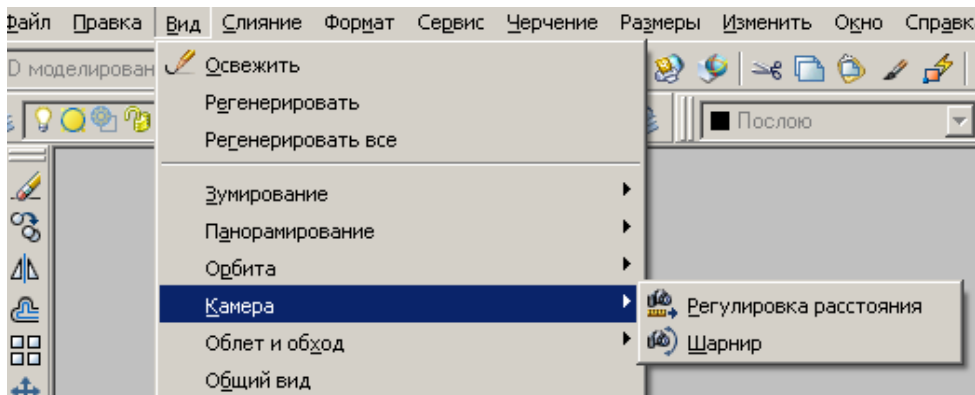 Файл Правка Вид Слияние Формат Сервис Черчение Размеры Изменить Окно
D моделирован
Освежить
Послою
Регенерировать
Регенерировать все
Зумирование
Панорамирование
Орбита
Камера
Регулировка расстояния
Облет и обход
Шарнир
Общий вид